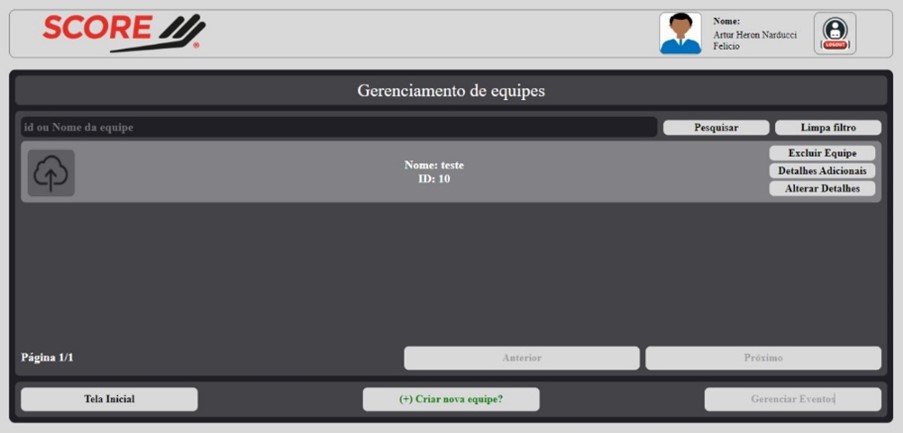 SCORE
Nome:
Artur Heron Narducci
Felicio
LOGOUT
Gerenciamento de equipes
id ou Nome da equipe
Pesquisar
Limpa filtro
Nome: teste
ID: 10
Excluir Equipe
Detalhes Adicionais
Alterar Detalhes
Página 1/1
Anterior
Próximo
Tela Inicial
(+) Criar nova equipe?
Gerenciar Eventos